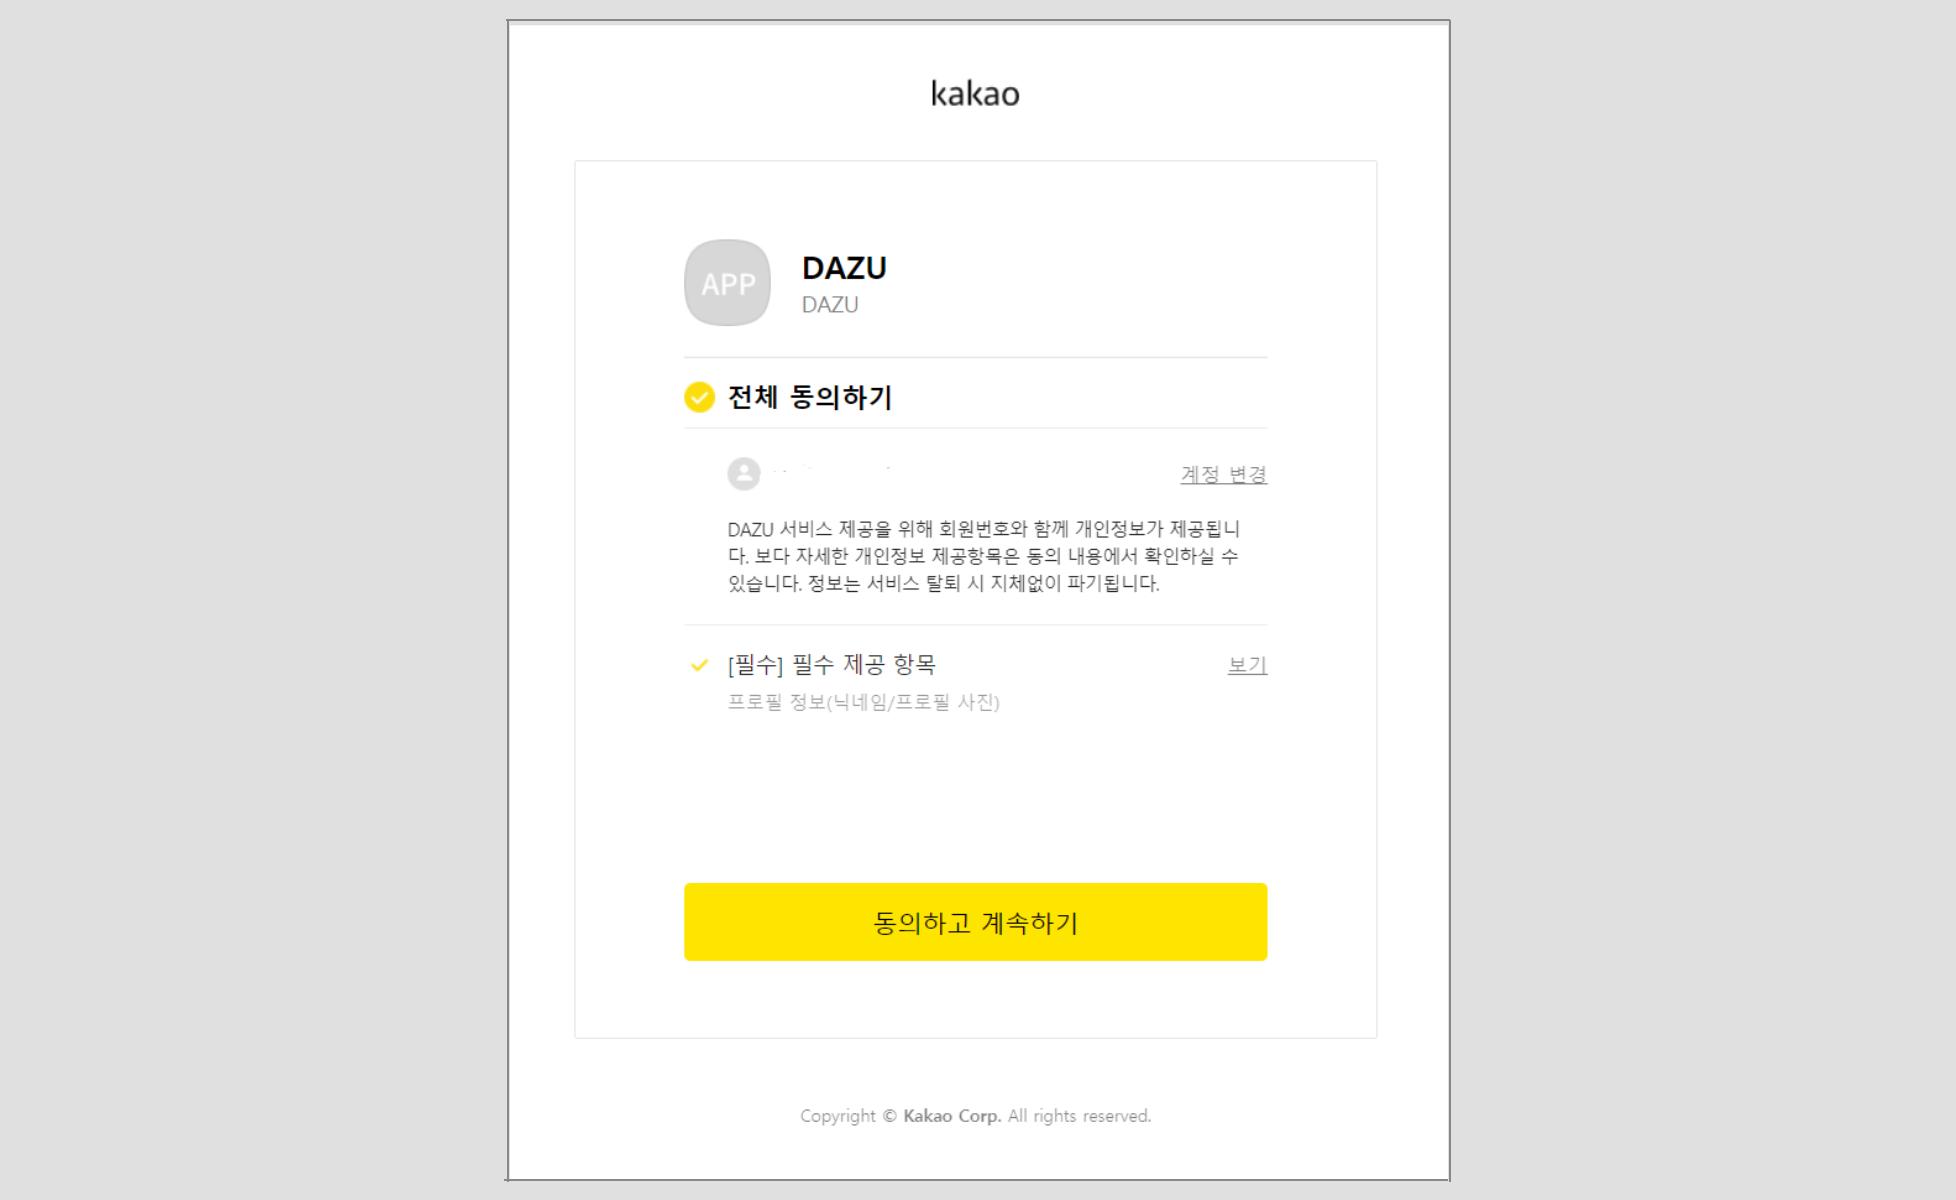 kakao
APP
DAZU
DAZU
전체 동의하기
계정 변경
DAZU 서비스 제공을 위해 회원번호와 함께 개인정보가 제공됩니
다. 보다 자세한 개인정보 제공항목은 동의 내용에서 확인하실 수
있습니다. 정보는 서비스 탈퇴 시 지체없이 파기됩니다.
[필수] 필수 제공 항목
보기
프로필 정보(닉네임/프로필 사진)
동의하고 계속하기
Copyright © Kakao Corp. All rights reserved.